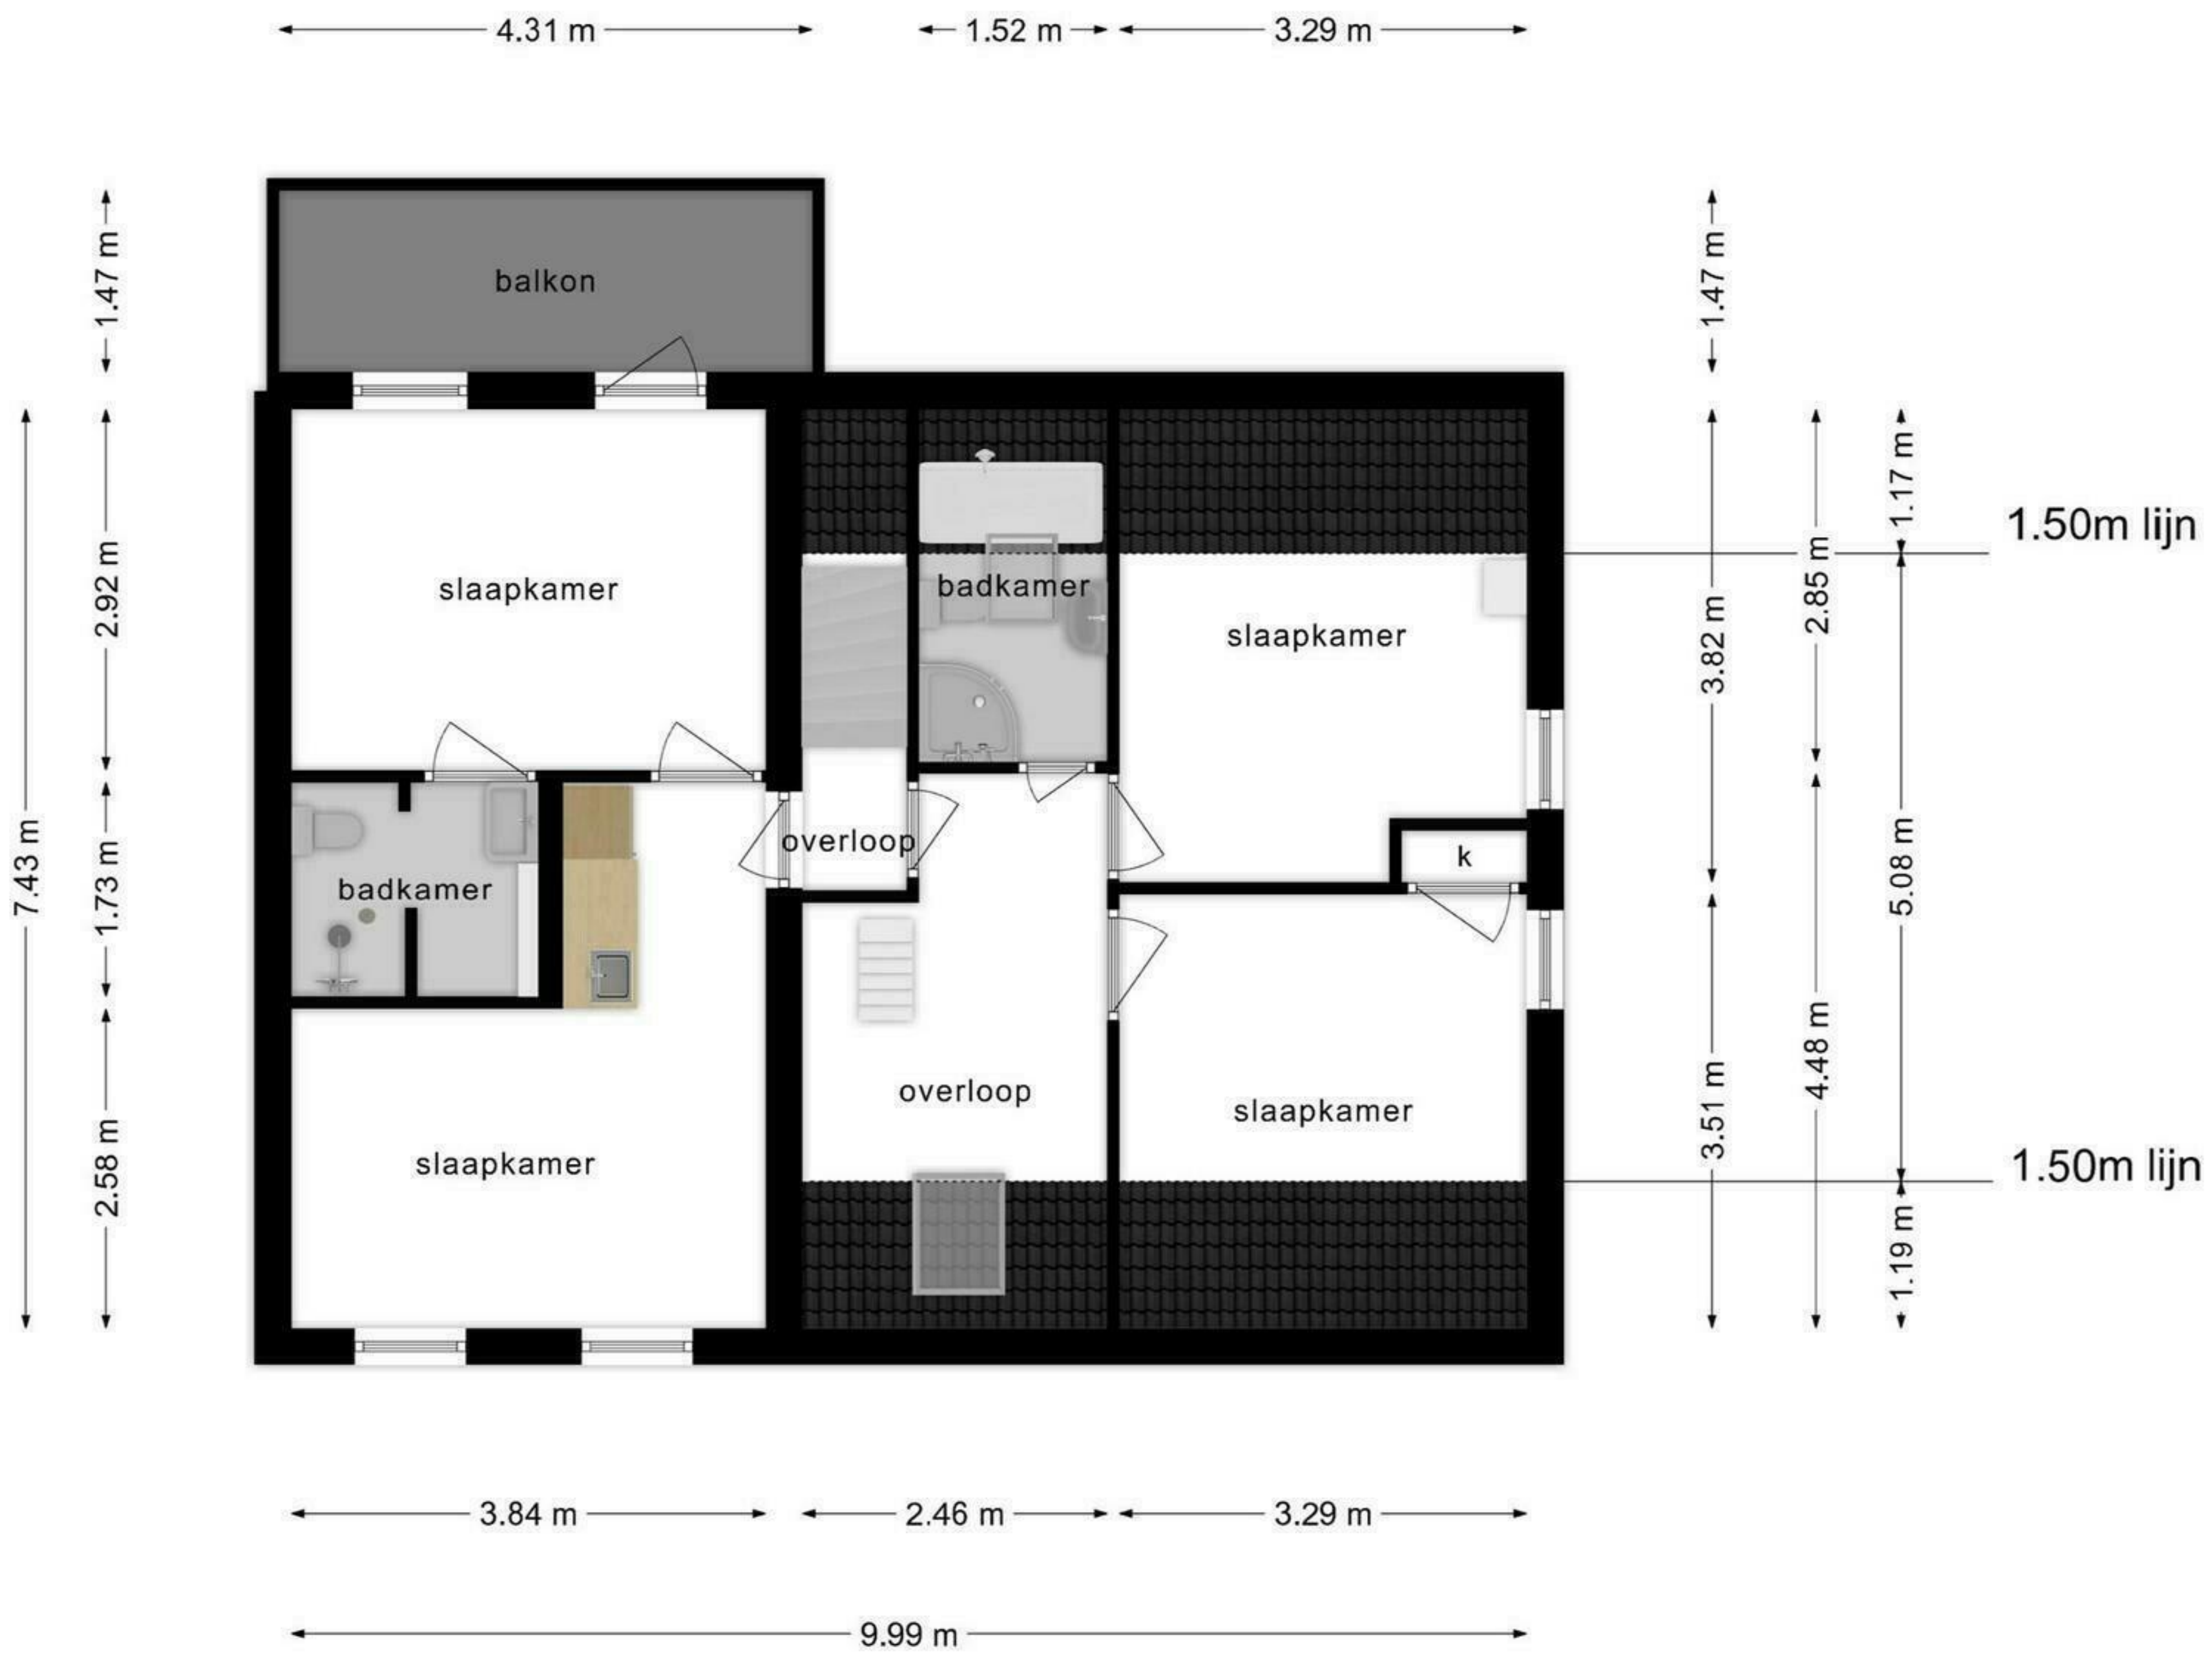 4.31 m
1.52 m
3.29 m
1.47 m
balkon
1.47 m
7.43 m
2.92 m
1.73 m
2.58 m
slaapkamer
badkamer
slaapkamer
3.82 m
2.85 m
1.17 m
1.50m lijn
overloop
k
badkamer
5.08 m
slaapkamer
overloop
slaapkamer
3.51 m
4.48 m
1.50m lijn
1.19 m
3.84 m
2.46 m
3.29 m
9.99 m